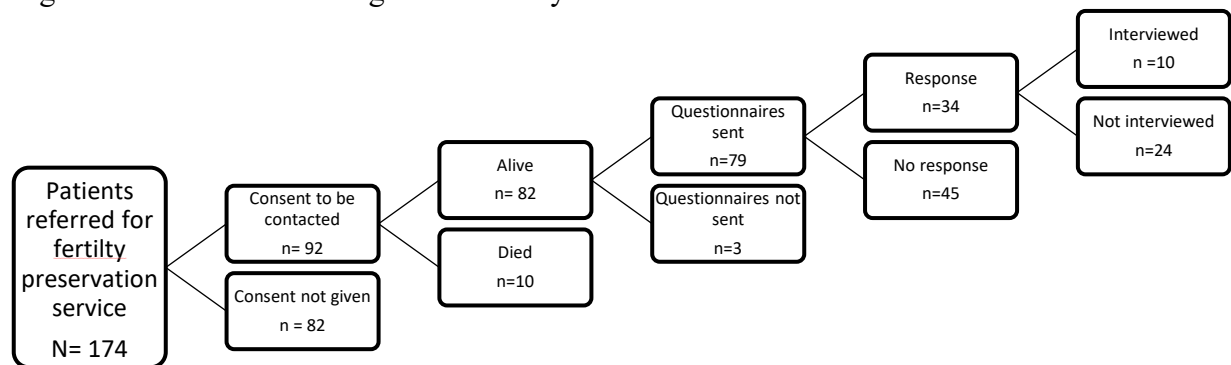 Patients
referred for
fertilty
preservation
service
N= 174
Consent to be
contacted
n= 92
Consent not given
n = 82
Alive
n= 82
Died
n=10
Questionnaires
sent
n=79
Questionnaires not
sent
n=3
Response
n=34
No response
n=45
Interviewed
n =10
Not interviewed
n=24